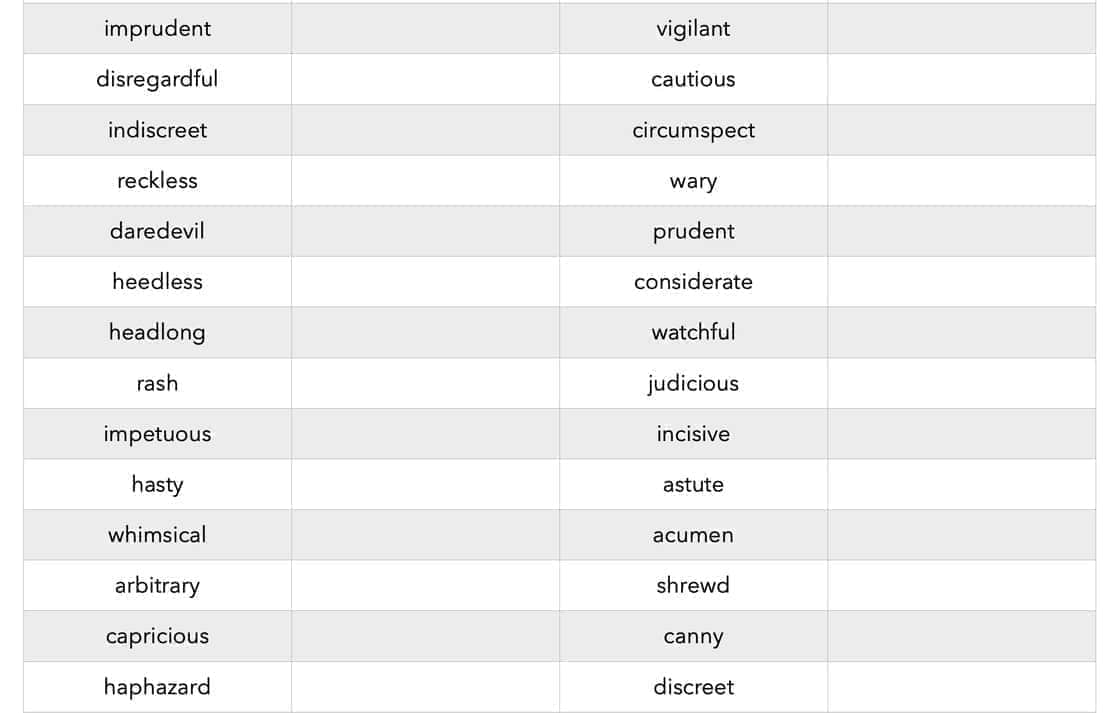 imprudent vigilant
disregardful cautious
indiscreet circumspect
reckless wary
daredevil prudent
heedless considerate
headlong watchful
rash judicious
impetuous incisive
hasty astute
whimsical acumen
arbitrary shrewd
capricious canny
haphazard discreet